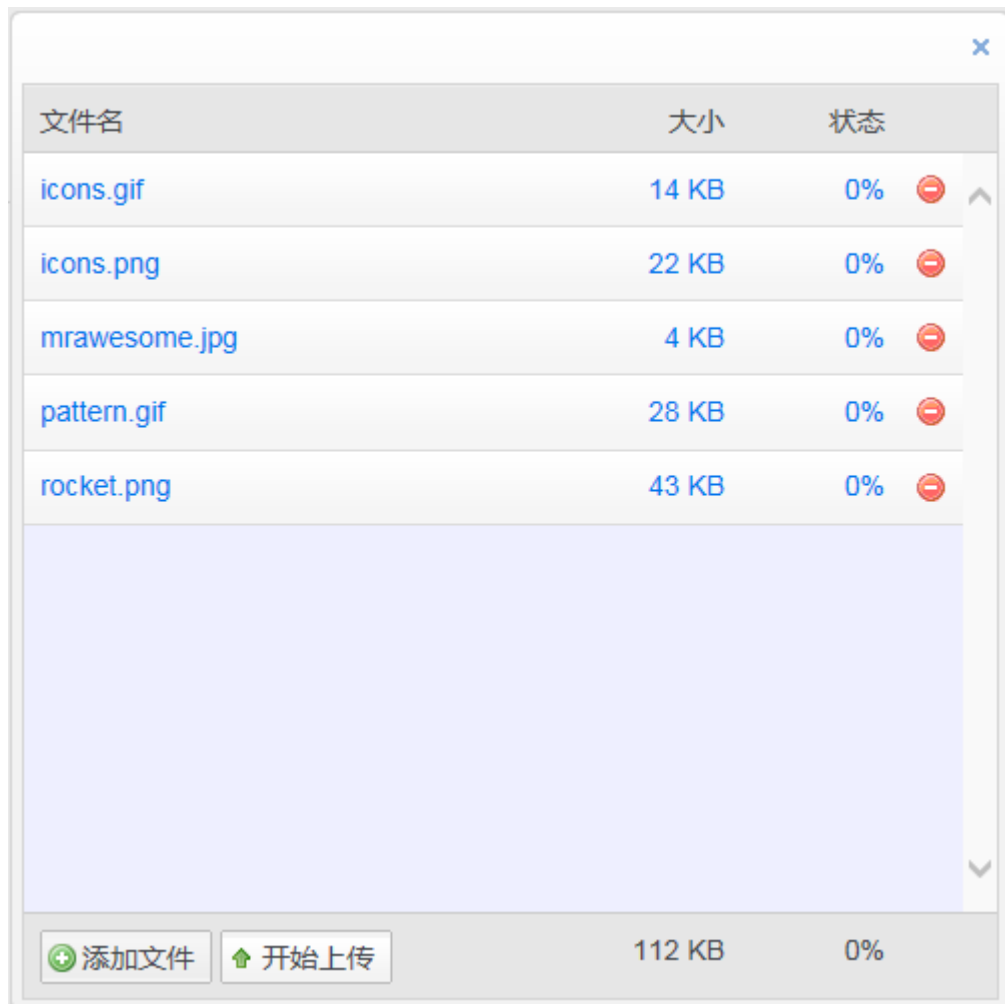 文件名 大小 状态
icons.gif 14 KB 0%
icons.png 22 KB 0%
mrawesome.jpg 4 KB 0%
pattern.gif 28 KB 0%
rocket.png 43 KB 0%
添加文件 开始上传 112 KB 0%